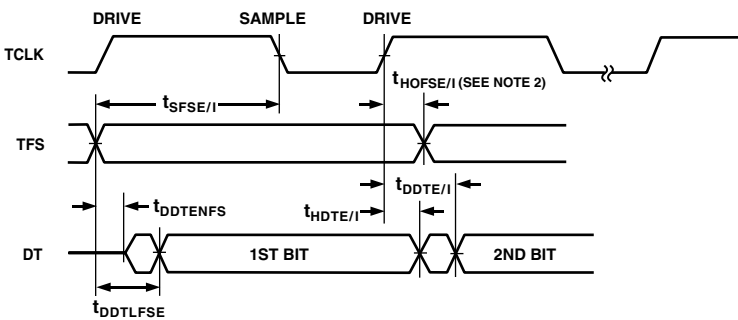 DRIVE SAMPLE DRIVE
TCLK
tHOFSE/I (SEE NOTE 2)
tSFSE/I
TFS
tDDTE/I
tDDTENFS
tHDTE/I
DT
1ST BIT
2ND BIT
tDDTLFSE